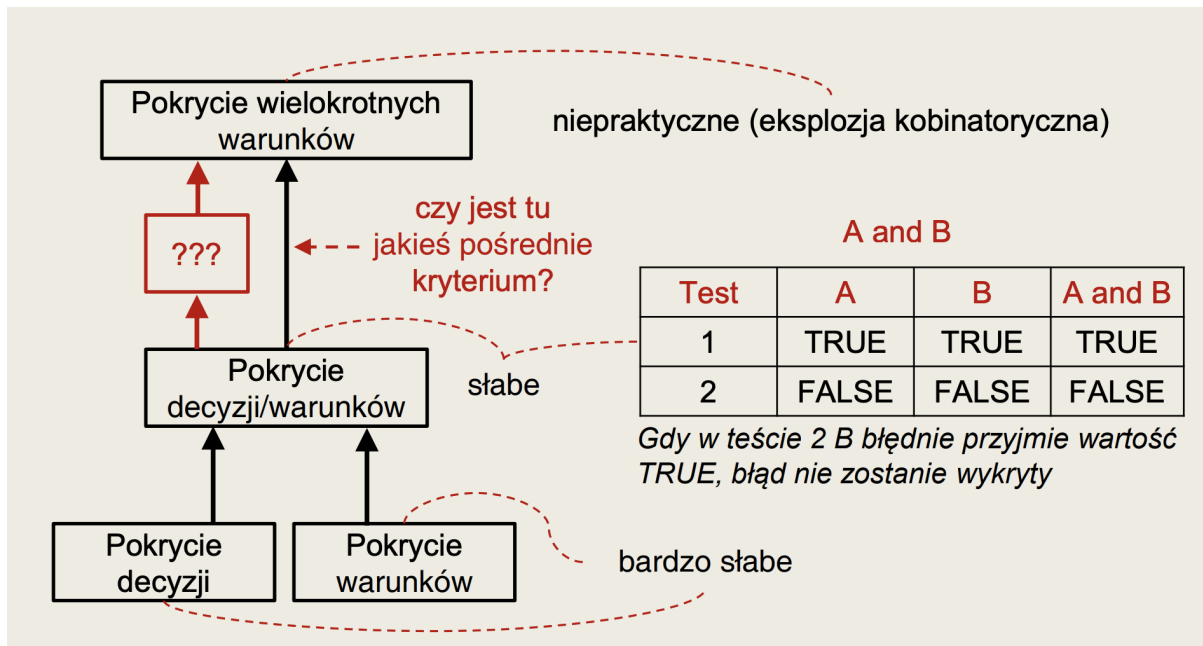 Pokrycie wielokrotnych
warunków
niepraktyczne (eksplozja kobinatoryczna)
???
czy jest tu
jakieś pośrednie
kryterium?
A and B
Test A B A and B
1 TRUE TRUE TRUE
2 FALSE FALSE FALSE
Pokrycie
decyzji/warunków
słabe
Gdy w teście 2 B błędnie przyjmie wartość
TRUE, błąd nie zostanie wykryty
Pokrycie
decyzji
Pokrycie
warunków
bardzo słabe